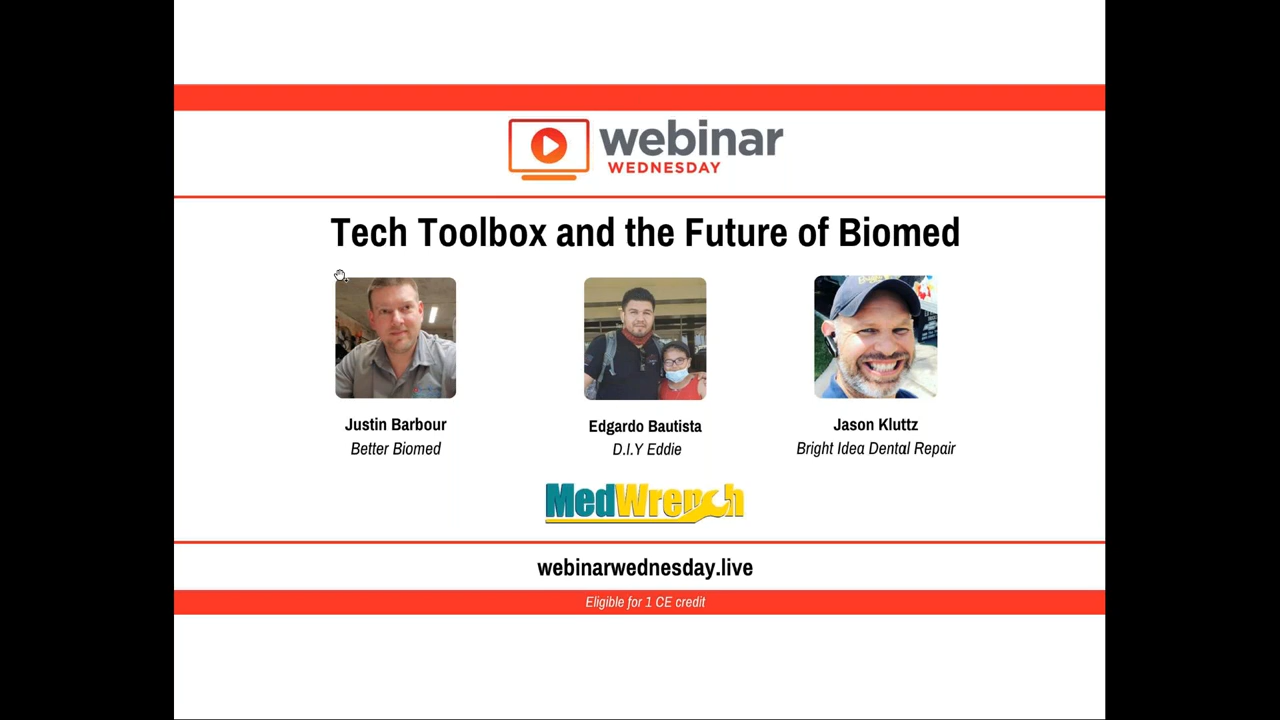 webinar
WEDNESDAY
Tech Toolbox and the Future of Biomed
Justin Barbour
Better Biomed
Edgardo Bautista
D.I.Y Eddie
Jason Kluttz
Bright Idea Dental Repair
MedWrench
webinarwednesday.live
Eligible for 1 CE credit